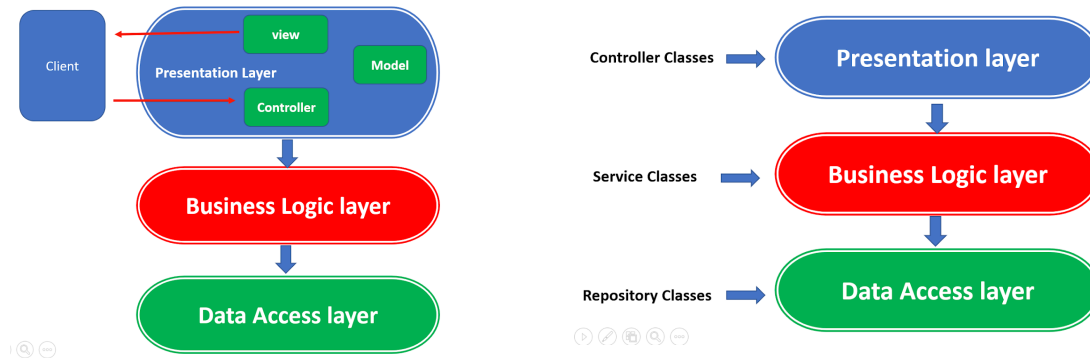 Client
view
Presentation Layer
Model
Controller
Business Logic layer
Data Access layer
Controller Classes
Presentation layer
Service Classes
Business Logic layer
Repository Classes
Data Access layer